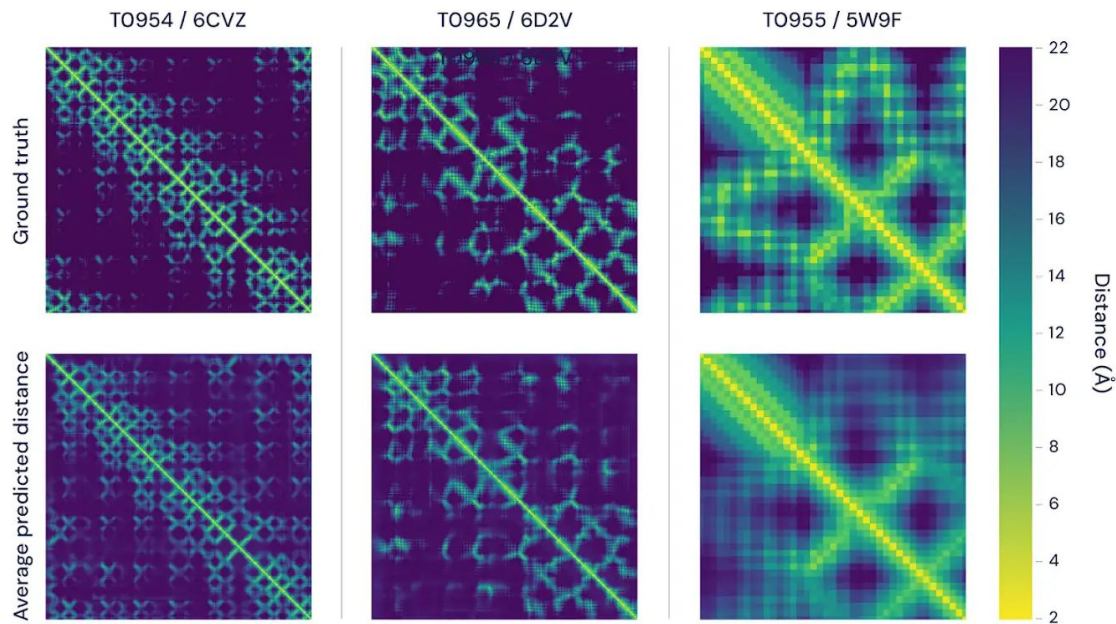 TO954 / 6CVZ
TO965 / 6D2V
TO955 / 5W9F
Ground truth
Average predicted distance
22
20
18
16
14
12
10
8
6
4
2
Distance (Å)